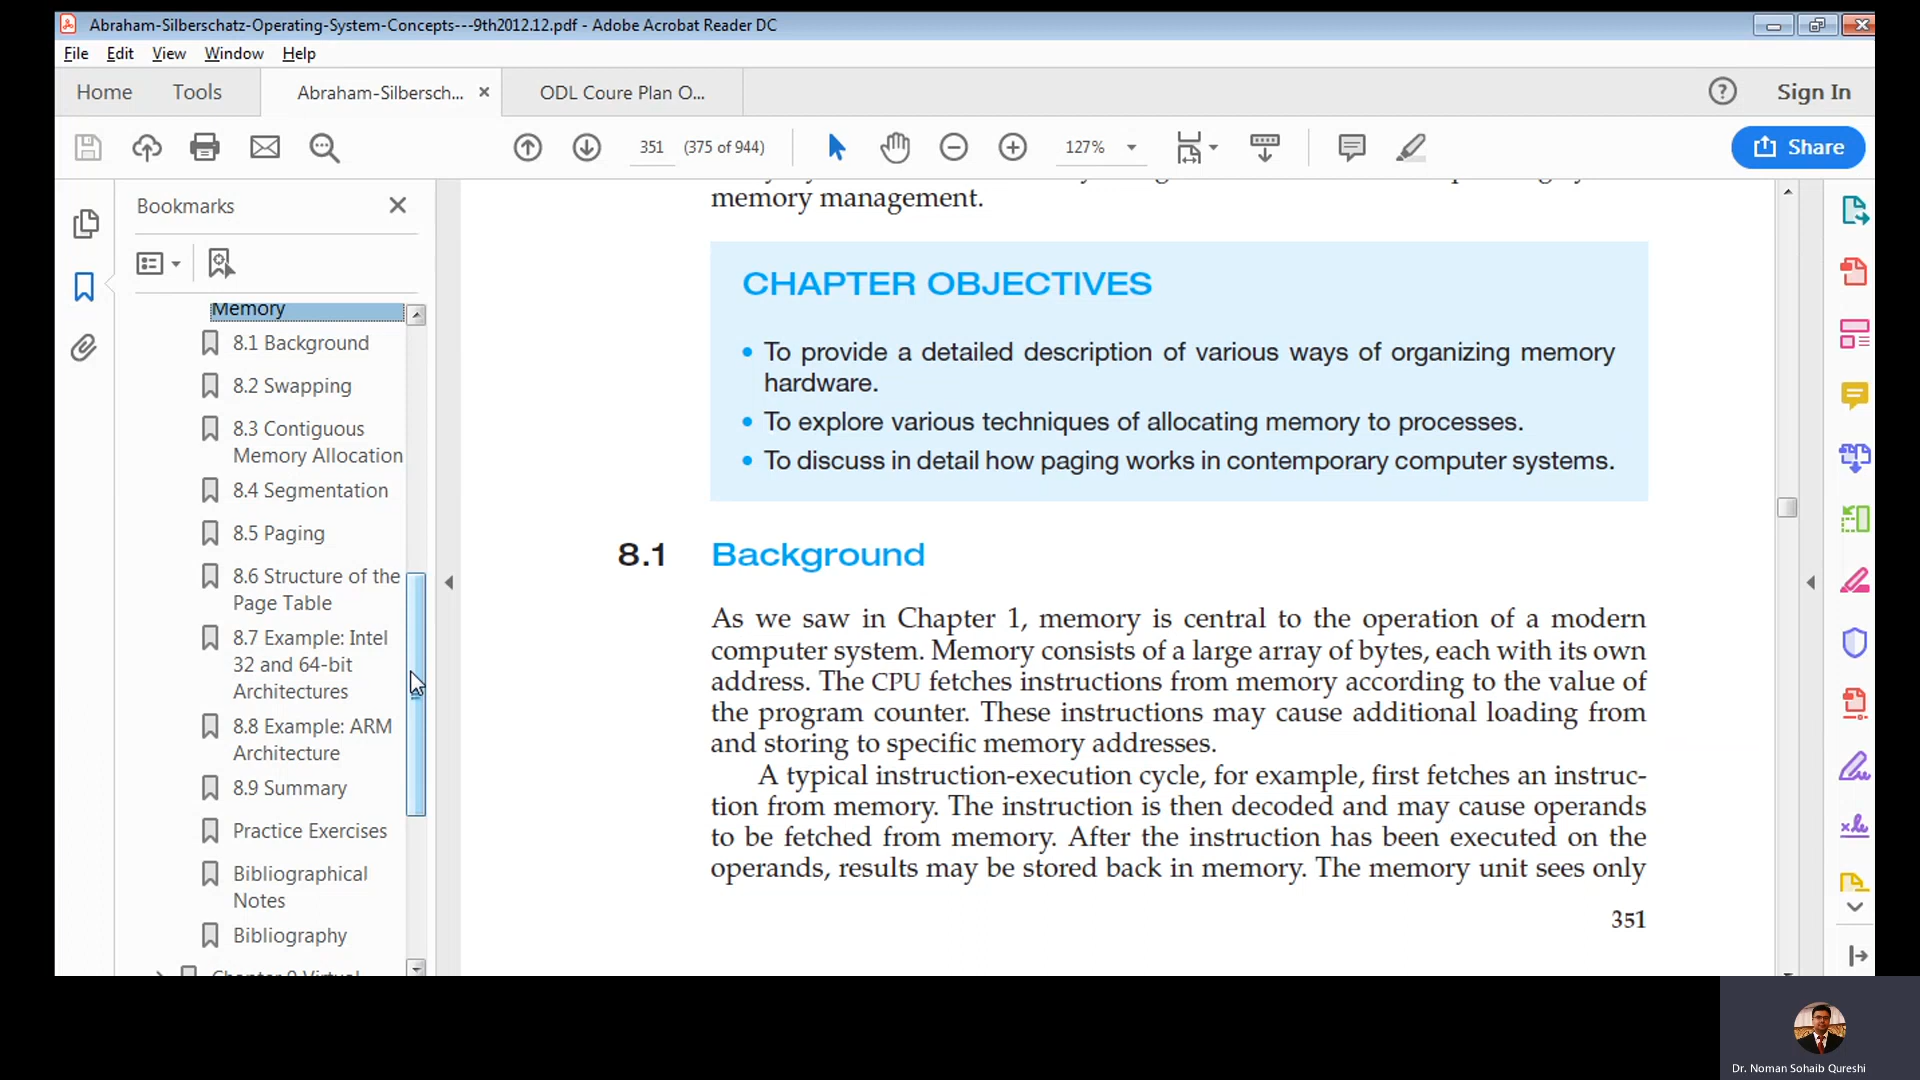 Abraham-Silberschatz-Operating-System-Concepts---9th2012.12.pdf - Adobe Acrobat Reader DC
File Edit View Window Help
Home Tools Abraham-Silbersch... ODL Coure Plan O... Sign In
351 (375 of 944) 127% Share
Bookmarks
Memory
8.1 Background
8.2 Swapping
8.3 Contiguous
Memory Allocation
8.4 Segmentation
8.5 Paging
8.6 Structure of the
Page Table
8.7 Example: Intel
32 and 64-bit
Architectures
8.8 Example: ARM
Architecture
8.9 Summary
Practice Exercises
Bibliographical
Notes
Bibliography
Chapter 9 Virtual
memory management.
CHAPTER OBJECTIVES
• To provide a detailed description of various ways of organizing memory
hardware.
• To explore various techniques of allocating memory to processes.
• To discuss in detail how paging works in contemporary computer systems.
8.1 Background
As we saw in Chapter 1, memory is central to the operation of a modern
computer system. Memory consists of a large array of bytes, each with its own
address. The CPU fetches instructions from memory according to the value of
the program counter. These instructions may cause additional loading from
and storing to specific memory addresses.
A typical instruction-execution cycle, for example, first fetches an instruc-
tion from memory. The instruction is then decoded and may cause operands
to be fetched from memory. After the instruction has been executed on the
operands, results may be stored back in memory. The memory unit sees only
351
Dr. Noman Sohaib Qureshi